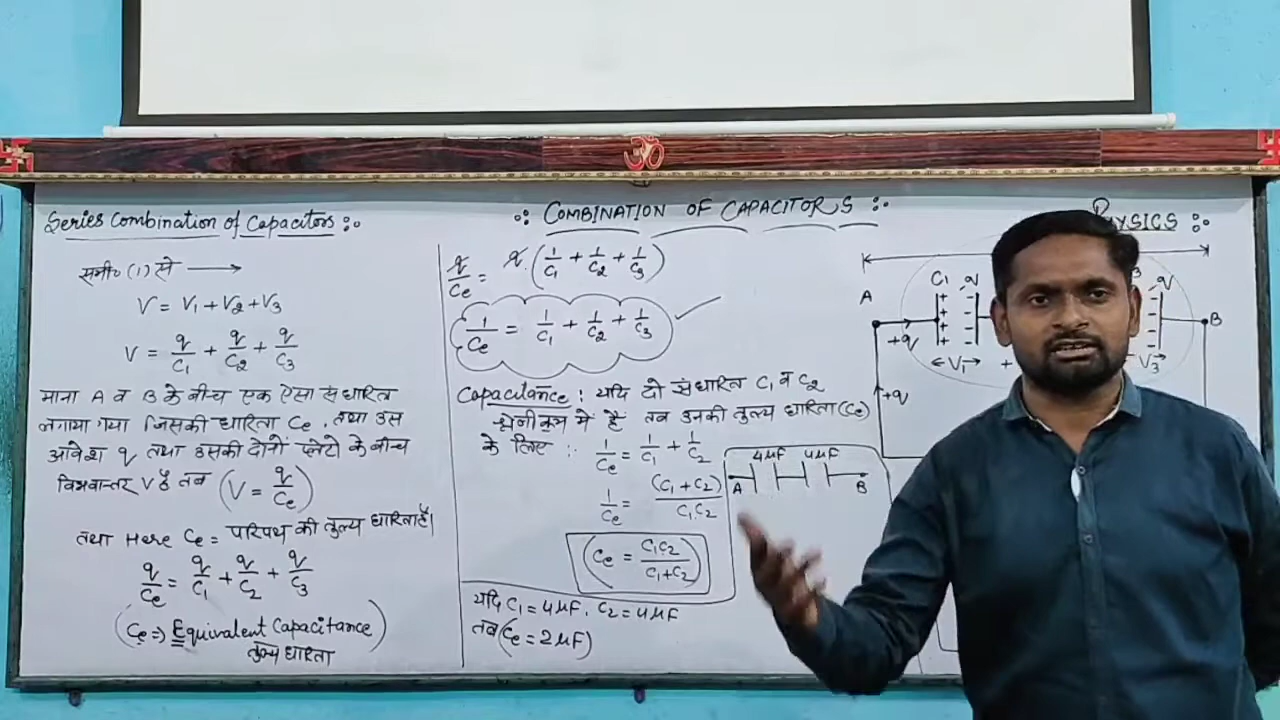 ॐ
Series Combination of Capacitors :
समी० (1) से →
V = V₁ + V₂ + V₃
V = q/C₁ + q/C₂ + q/C₃
माना A व B के बीच एक ऐसा संधारित्र
लगाया गया जिसकी धारिता Ce, तथा उस
आवेश q तथा उसकी दोनों प्लेटो के बीच
विभवान्तर V है तब (V = q/Ce)
तथा Here Ce = परिपथ की तुल्य धारिता है।
q/Ce = q/C₁ + q/C₂ + q/C₃
(Ce ⇒ Equivalent Capacitance)
तुल्य धारिता
COMBINATION OF CAPACITORS :
q/Ce = q (1/C₁ + 1/C₂ + 1/C₃)
1/Ce = 1/C₁ + 1/C₂ + 1/C₃
Capacitance : यदि दो संधारित्र C₁ व C₂
श्रेणीक्रम में है तब उनकी तुल्य धारिता (Ce)
के लिए :
1/Ce = 1/C₁ + 1/C₂
1/Ce = (C₁ + C₂)/C₁C₂
(Ce = C₁C₂/C₁+C₂)
4μF 4μF
A B
यदि C₁ = 4μF, C₂ = 4μF
तब (Ce = 2μF)
PHYSICS :
C₁ q q
A B
+ + + +
- - - -
+q
←V₁→ + V₃→
+q